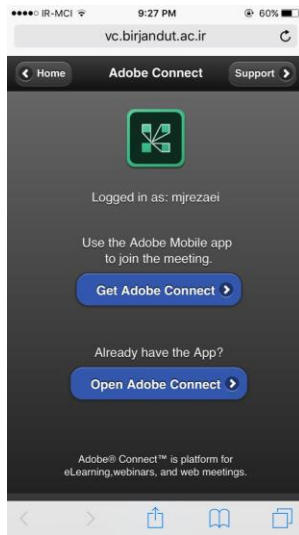 IR-MCI 9:27 PM 60%
vc.birjandut.ac.ir
Home Adobe Connect Support
Logged in as: mjrezaei
Use the Adobe Mobile app
to join the meeting.
Get Adobe Connect
Already have the App?
Open Adobe Connect
Adobe® Connect™ is platform for
eLearning,webinars, and web meetings.